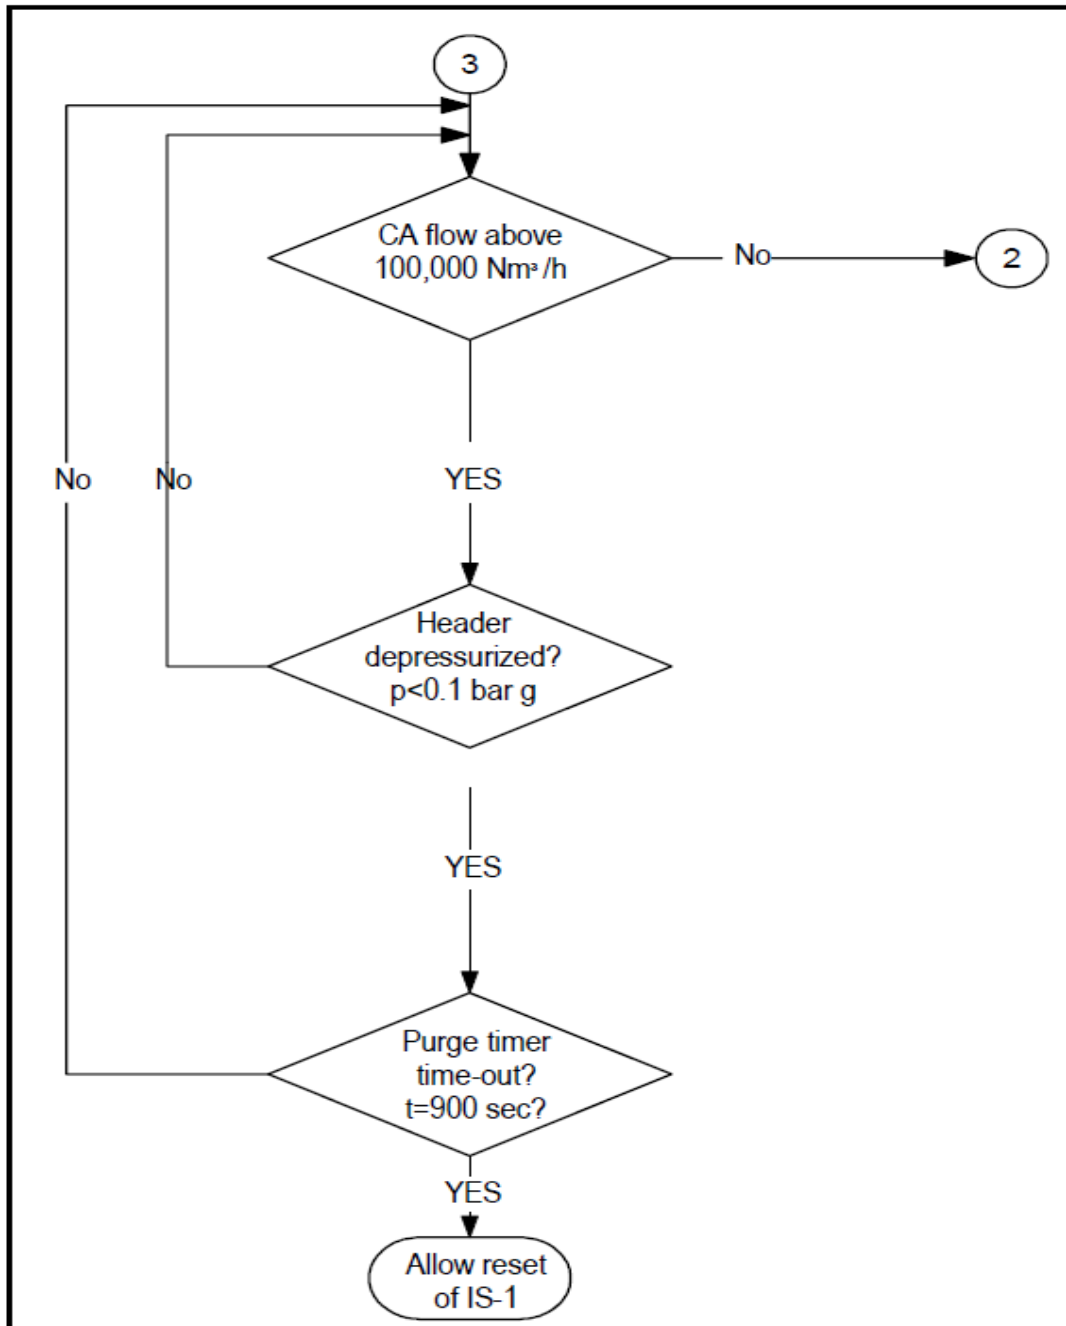 3
CA flow above
100,000 Nm³/h
No
2
No
No
YES
Header
depressurized?
p<0.1 bar g
YES
Purge timer
time-out?
t=900 sec?
YES
Allow reset
of IS-1